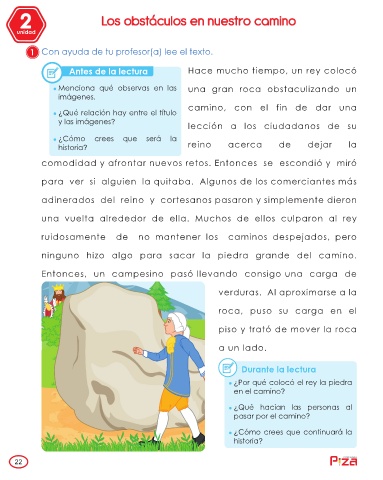 2
unidad
Los obstáculos en nuestro camino
1 Con ayuda de tu profesor(a) lee el texto.
Antes de la lectura
Menciona qué observas en las
imágenes.
¿Qué relación hay entre el título
y las imágenes?
¿Cómo crees que será la
historia?
Hace mucho tiempo, un rey colocó
una gran roca obstaculizando un
camino, con el fin de dar una
lección a los ciudadanos de su
reino acerca de dejar la
comodidad y afrontar nuevos retos. Entonces se escondió y miró
para ver si alguien la quitaba. Algunos de los comerciantes más
adinerados del reino y cortesanos pasaron y simplemente dieron
una vuelta alrededor de ella. Muchos de ellos culparon al rey
ruidosamente de no mantener los caminos despejados, pero
ninguno hizo algo para sacar la piedra grande del camino.
Entonces, un campesino pasó llevando consigo una carga de
verduras. Al aproximarse a la
roca, puso su carga en el
piso y trató de mover la roca
a un lado.
Durante la lectura
¿Por qué colocó el rey la piedra
en el camino?
¿Qué hacían las personas al
pasar por el camino?
¿Cómo crees que continuará la
historia?
22